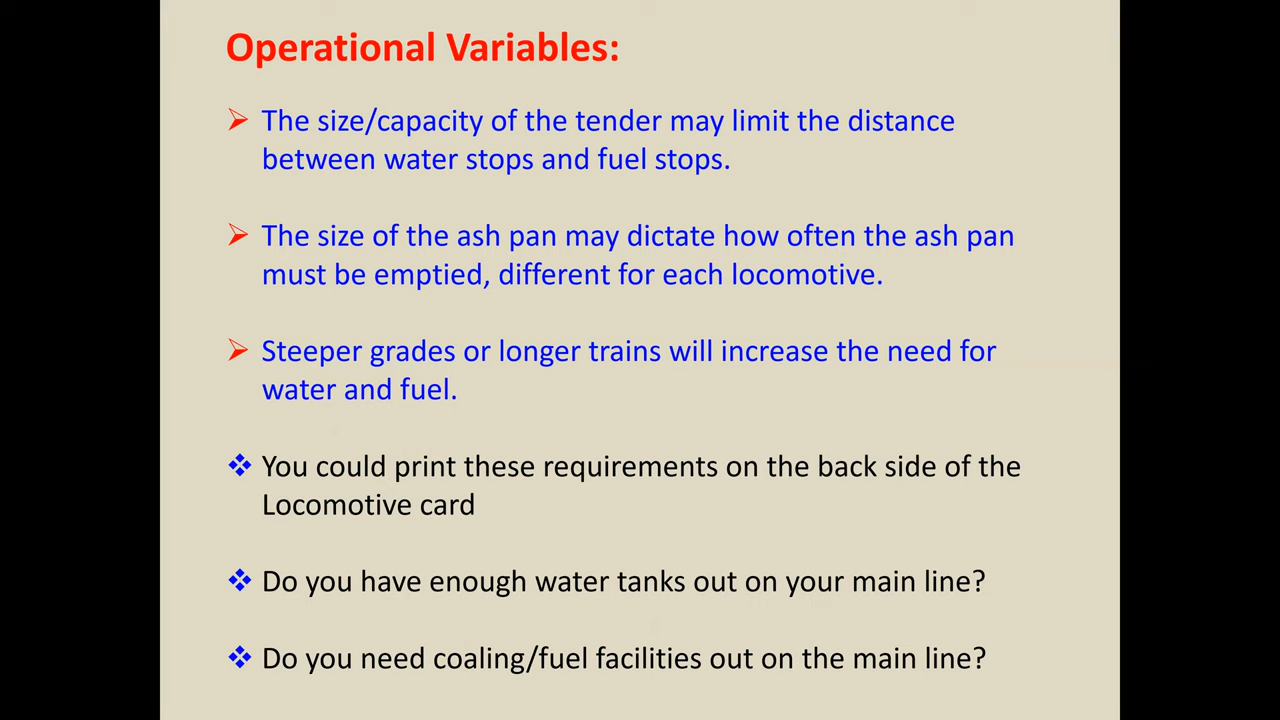 Operational Variables:
The size/capacity of the tender may limit the distance
between water stops and fuel stops.
The size of the ash pan may dictate how often the ash pan
must be emptied, different for each locomotive.
Steeper grades or longer trains will increase the need for
water and fuel.
You could print these requirements on the back side of the
Locomotive card
Do you have enough water tanks out on your main line?
Do you need coaling/fuel facilities out on the main line?